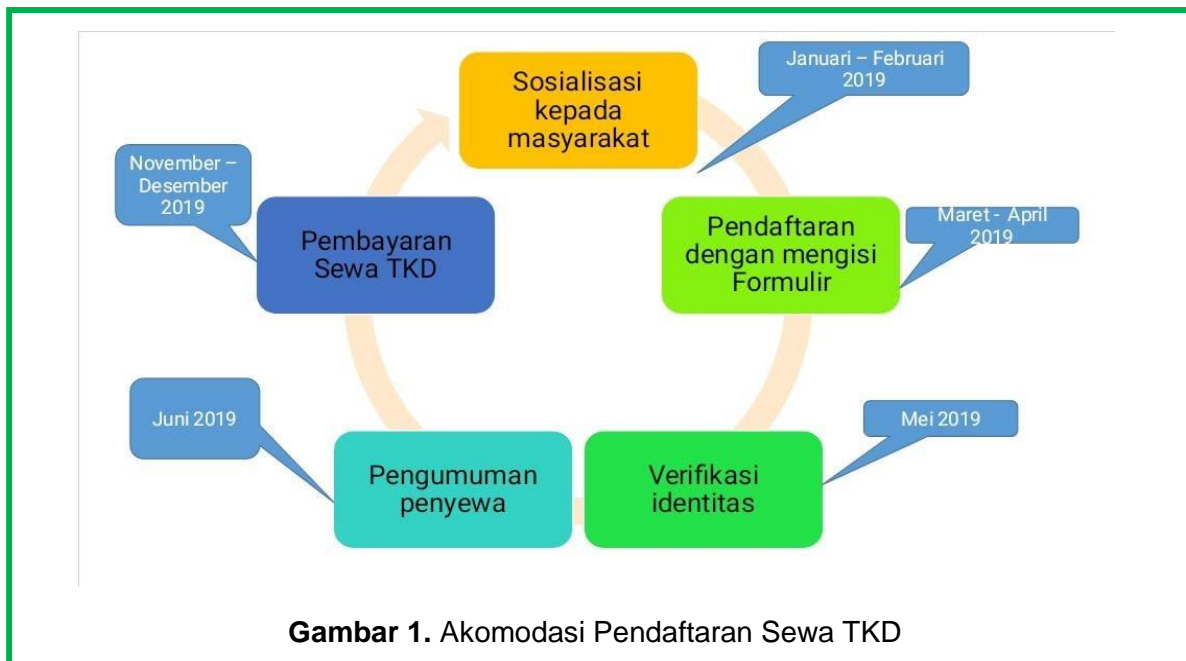 Sosialisasi
kepada
masyarakat
Januari – Februari
2019
Pendaftaran
dengan mengisi
Formulir
Maret - April
2019
Verifikasi
identitas
Mei 2019
Pengumuman
penyewa
Juni 2019
Pembayaran
Sewa TKD
November –
Desember
2019
Gambar 1. Akomodasi Pendaftaran Sewa TKD